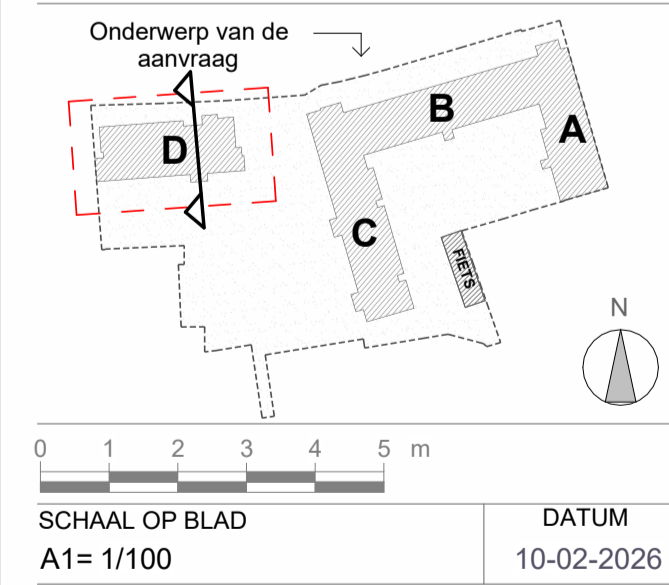 Onderwerp van de
aanvraag
B
A
D
C
FIETS
N
0 1 2 3 4 5 m
SCHAAL OP BLAD
A1= 1/100
DATUM
10-02-2026